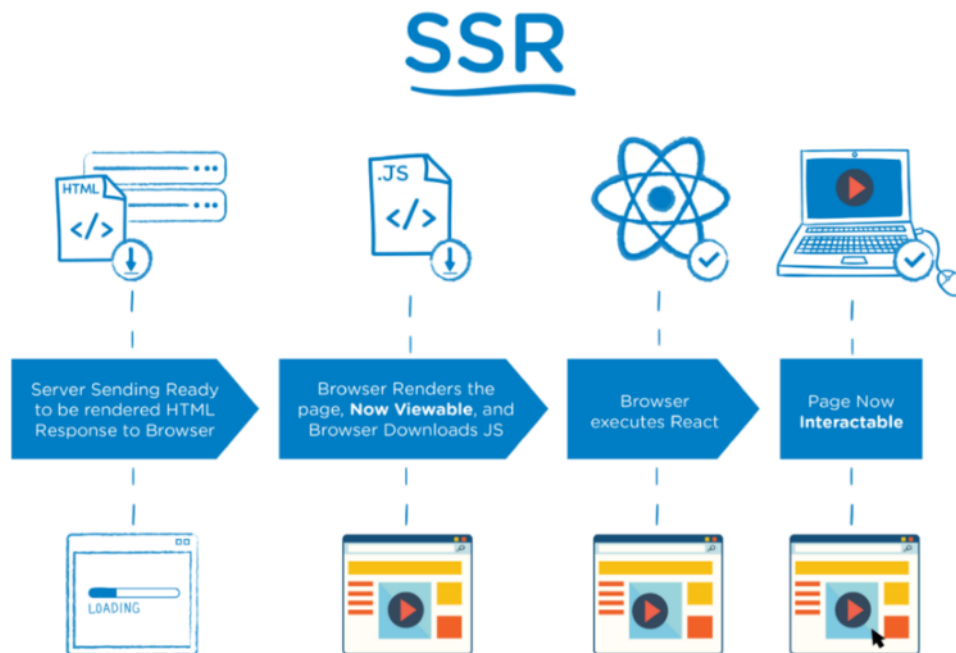 SSR
HTML
</>
.JS
</>
Server Sending Ready
to be rendered HTML
Response to Browser
Browser Renders the
page, Now Viewable, and
Browser Downloads JS
Browser
executes React
Page Now
Interactable
LOADING